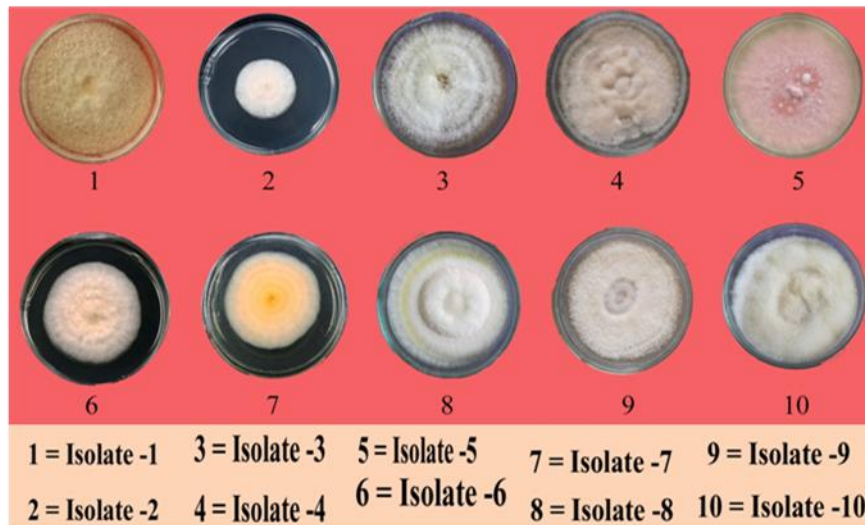 1 2 3 4 5
6 7 8 9 10
1 = Isolate -1 3 = Isolate -3 5 = Isolate -5 7 = Isolate -7 9 = Isolate -9
2 = Isolate -2 4 = Isolate -4 6 = Isolate -6 8 = Isolate -8 10 = Isolate -10